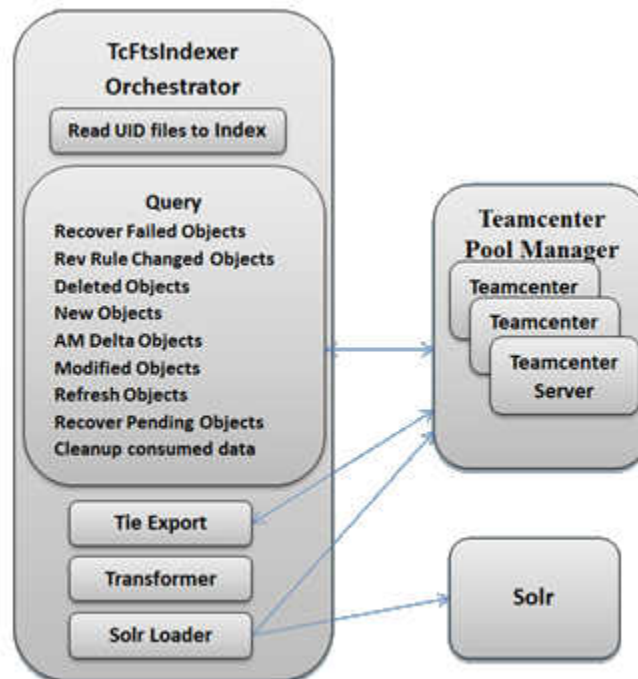 TcFtsIndexer
Orchestrator
Read UID files to Index
Query
Recover Failed Objects
Rev Rule Changed Objects
Deleted Objects
New Objects
AM Delta Objects
Modified Objects
Refresh Objects
Recover Pending Objects
Cleanup consumed data
Tie Export
Transformer
Solr Loader
Teamcenter
Pool Manager
Teamcenter
Teamcenter
Teamcenter
Server
Solr